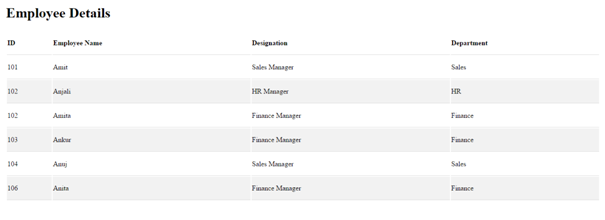 Employee Details
ID Employee Name Designation Department
101 Amit Sales Manager Sales
102 Anjali HR Manager HR
102 Amita Finance Manager Finance
103 Ankur Finance Manager Finance
104 Anuj Sales Manager Sales
106 Anita Finance Manager Finance